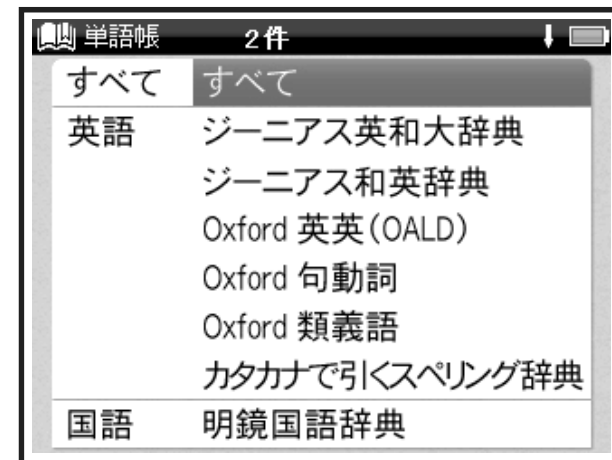 単語帳 2件
すべて すべて
英語 ジーニアス英和大辞典
ジーニアス和英辞典
Oxford 英英(OALD)
Oxford 句動詞
Oxford 類義語
カタカナで引くスペリング辞典
国語 明鏡国語辞典